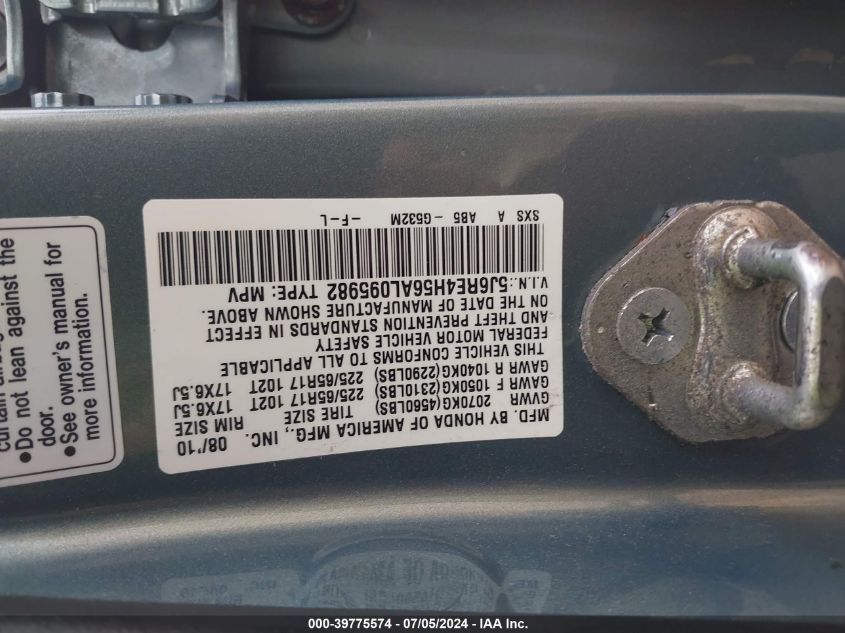 MFD. BY HONDA OF AMERICA MFG., INC. 08/'10
GVWR 2070KG(4560LBS) TIRE SIZE RIM SIZE
GAWR F 1050KG(2310LBS) 225/65R17 102T 17X6.5J
GAWR R 1040KG(2290LBS) 225/65R17 102T 17X6.5J
THIS VEHICLE CONFORMS TO ALL APPLICABLE
FEDERAL MOTOR VEHICLE SAFETY
AND THEFT PREVENTION STANDARDS IN EFFECT
ON THE DATE OF MANUFACTURE SHOWN ABOVE.
V.I.N.:5J6RE4H56AL095982 TYPE: MPV
SXS A AB5 -G532M -F-L
•Do not lean against the
door.
•See owner's manual for
more information.
000-39775574 - 07/05/2024 - IAA Inc.